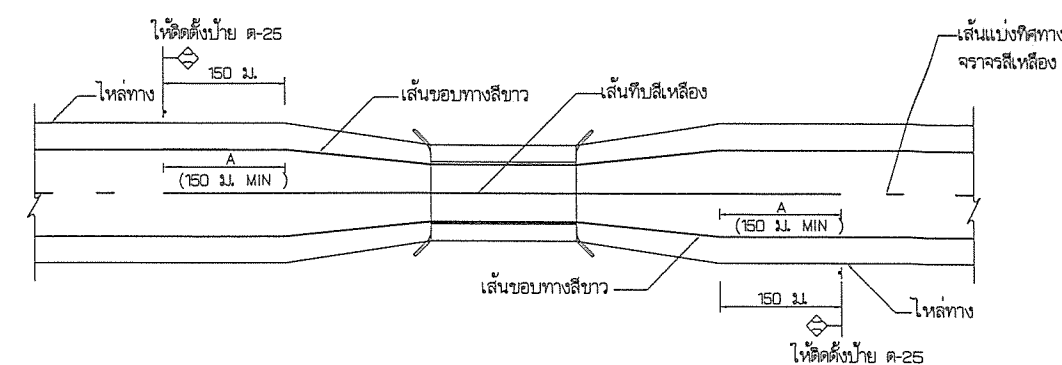 ให้ติดตั้งป้าย ต-25
150 ม.
ไหล่ทาง
เส้นขอบทางสีขาว
เส้นทึบสีเหลือง
เส้นแบ่งทิศทาง
จราจรสีเหลือง
A
(150 ม. MIN )
A
(150 ม. MIN )
เส้นขอบทางสีขาว
150 ม.
ไหล่ทาง
ให้ติดตั้งป้าย ต-25